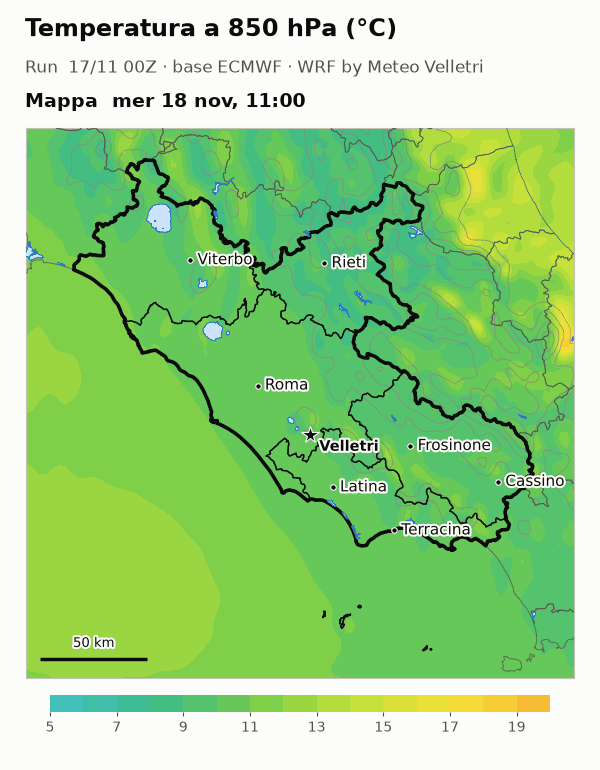 Temperatura a 850 hPa (°C)
Run  17/11 00Z · base ECMWF · WRF by Meteo Velletri
Mappa  mer 18 nov, 11:00
Viterbo
Rieti
Roma
Velletri
Frosinone
Latina
Cassino
Terracina
50 km
5 7 9 11 13 15 17 19